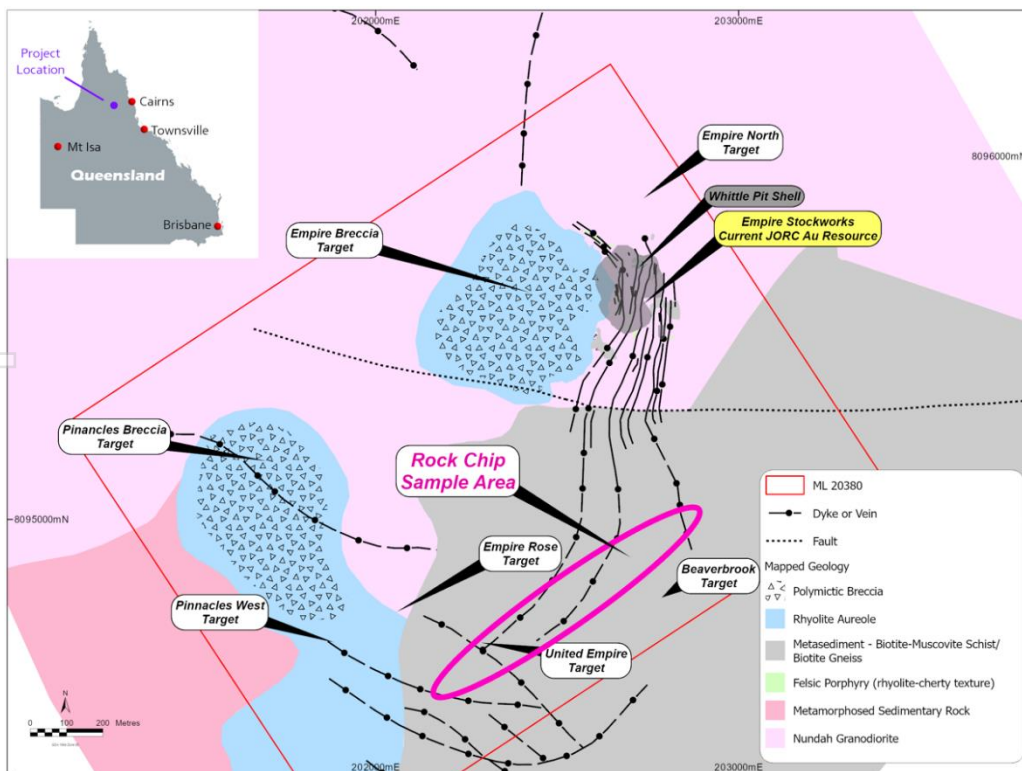 202000mE
203000mE
Project
Location
Cairns
Townsville
Mt Isa
Queensland
Brisbane
Empire North
Target
8096000mN
Whittle Pit Shell
Empire Stockworks
Current JORC Au Resource
Empire Breccia
Target
Pinancles Breccia
Target
Rock Chip
Sample Area
8095000mN
Empire Rose
Target
Beaverbrook
Target
Pinnacles West
Target
United Empire
Target
ML 20380
Dyke or Vein
Fault
Mapped Geology
Polymictic Breccia
Rhyolite Aureole
Metasediment - Biotite-Muscovite Schist/
Biotite Gneiss
Felsic Porphyry (rhyolite-cherty texture)
Metamorphosed Sedimentary Rock
Nundah Granodiorite
N
0 100 200 Metres
202000mE
203000mE